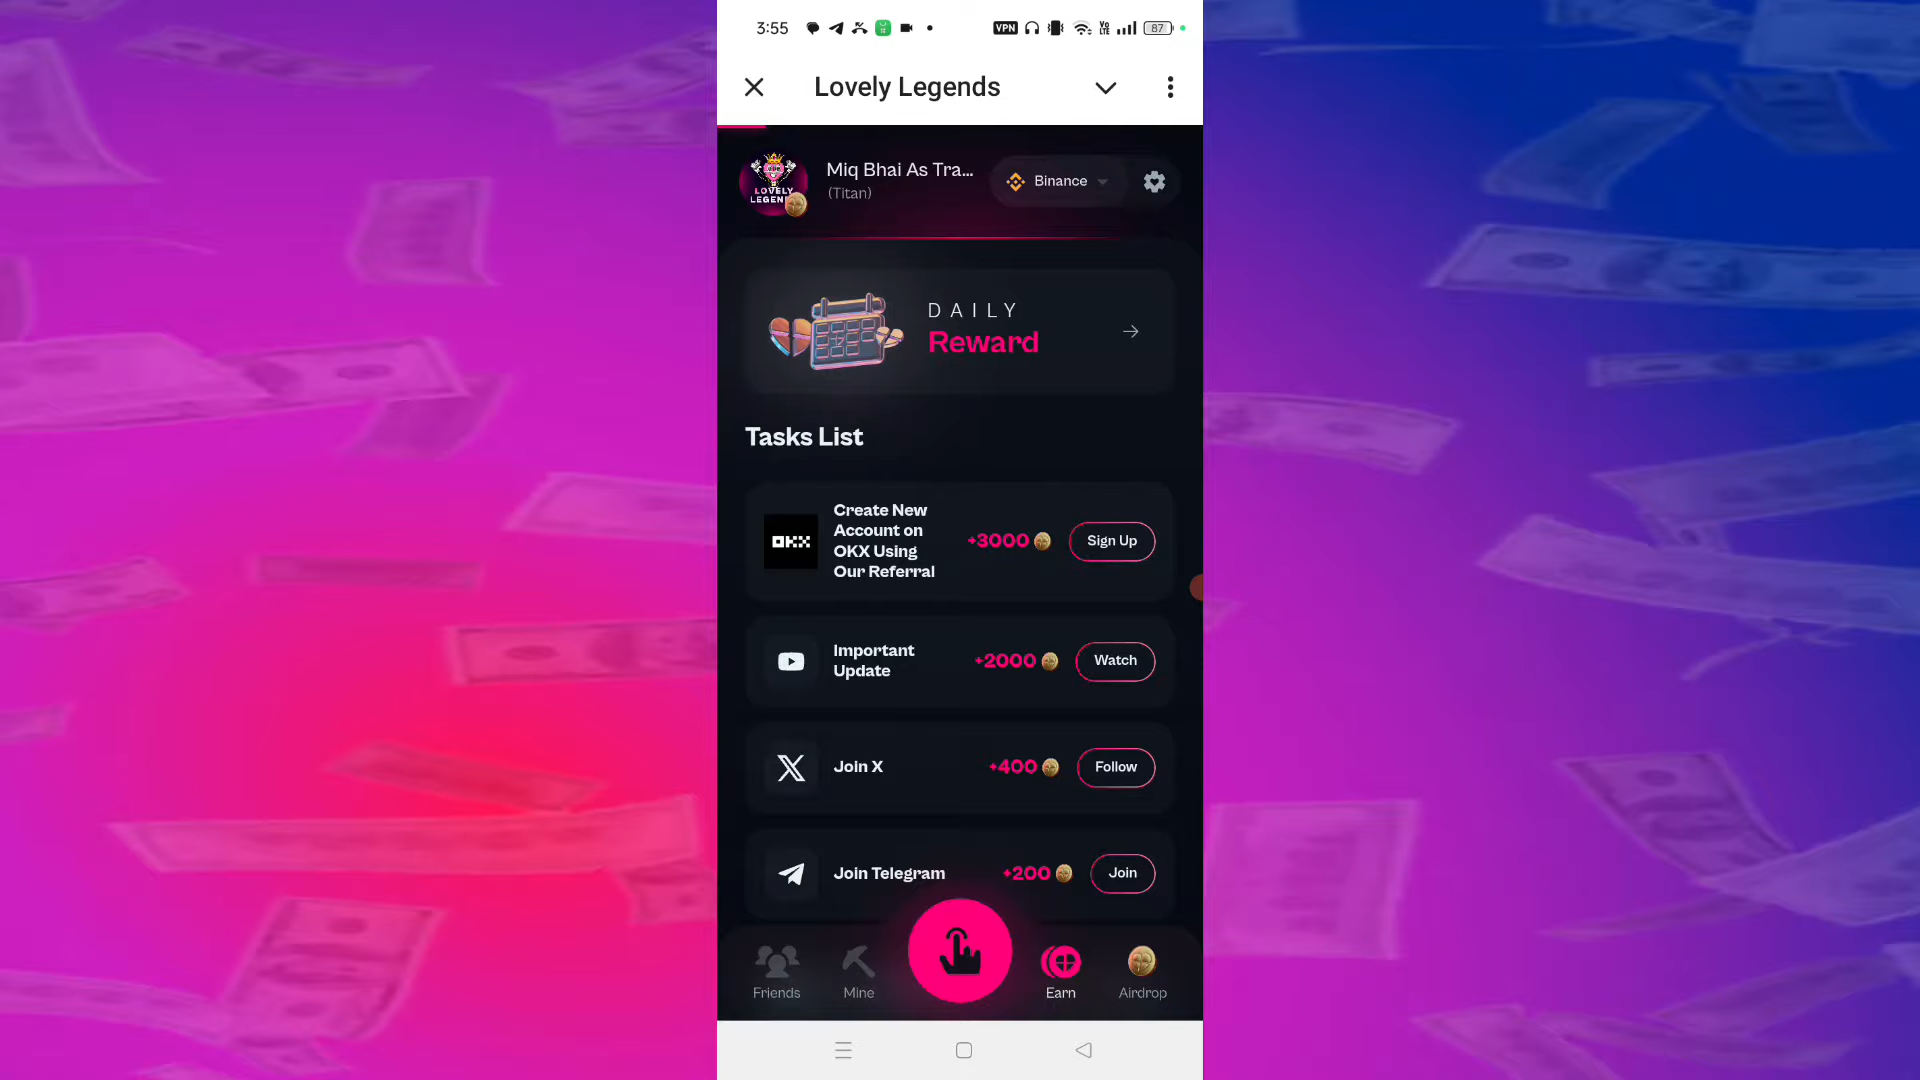 3:55
VPN
VO
LTE
87
Lovely Legends
LOVELY
Miq Bhai As Tra...
(Titan)
Binance
DAILY
Reward
Tasks List
OKX
Create New
Account on
OKX Using
Our Referral
+3000
Sign Up
Important
Update
+2000
Watch
Join X
+400
Follow
Join Telegram
+200
Join
Friends
Mine
Earn
Airdrop